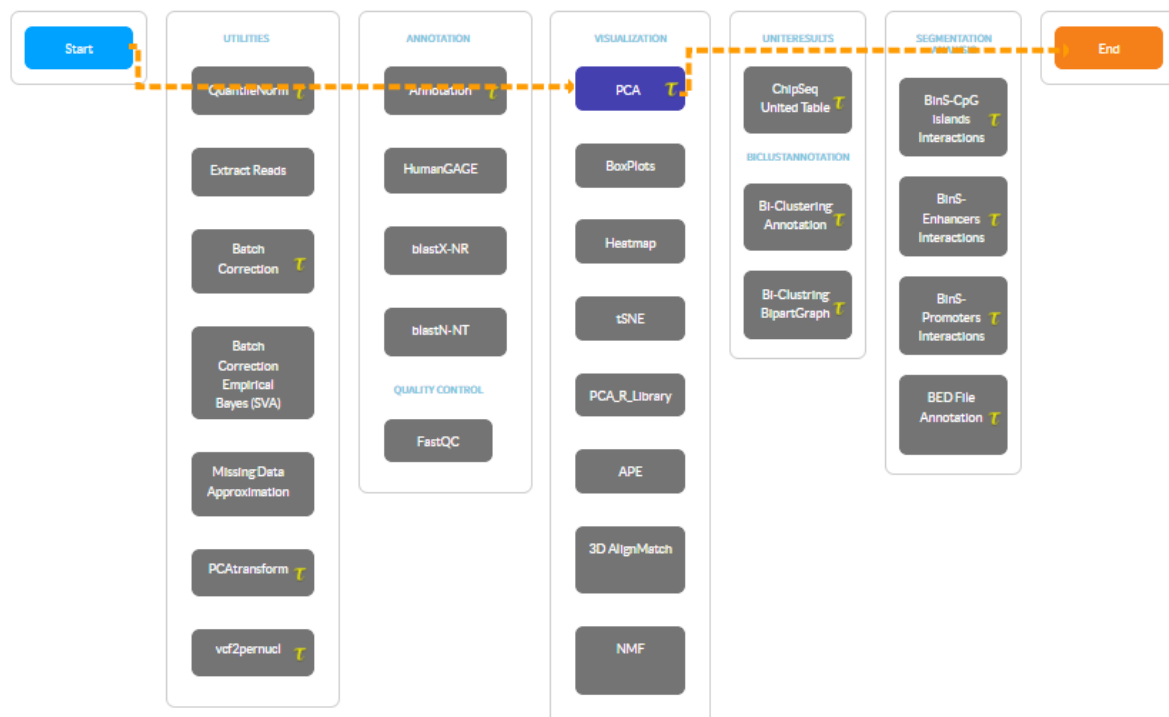 Start
UTILITIES
QuantileNorm τ
Extract Reads
Batch
Correction τ
Batch
Correction
Empirical
Bayes (SVA)
Missing Data
Approximation
PCAtransform τ
vcf2pernucl τ
ANNOTATION
Annotation τ
HumanGAGE
blastX-NR
blastN-NT
QUALITY CONTROL
FastQC
VISUALIZATION
PCA τ
BoxPlots
Heatmap
tSNE
PCA_R_Library
APE
3D AlignMatch
NMF
UNITERESULTS
ChipSeq
United Table τ
BICLUSTANNOTATION
Bi-Clustering
Annotation τ
Bi-Clustring
BipartGraph τ
SEGMENTATION
ANALYSIS
BinS-CpG
Islands τ
Interactions
BinS-
Enhancers τ
Interactions
BinS-
Promoters τ
Interactions
BED File
Annotation τ
End